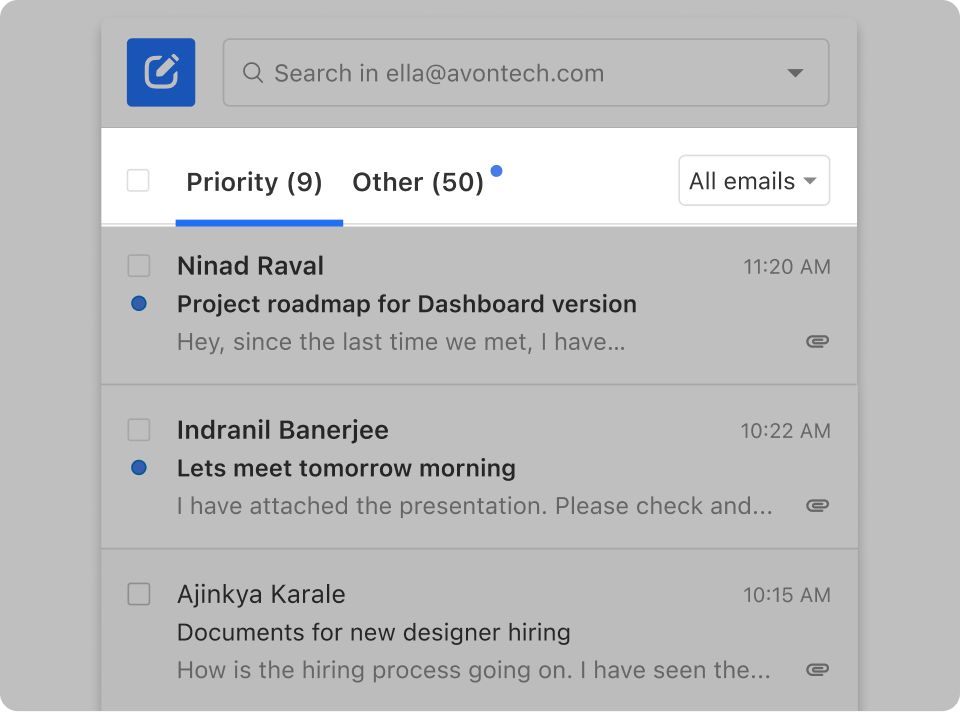 Search in ella@avontech.com
Priority (9) Other (50) All emails
Ninad Raval 11:20 AM
Project roadmap for Dashboard version
Hey, since the last time we met, I have...
Indranil Banerjee 10:22 AM
Lets meet tomorrow morning
I have attached the presentation. Please check and...
Ajinkya Karale 10:15 AM
Documents for new designer hiring
How is the hiring process going on. I have seen the...